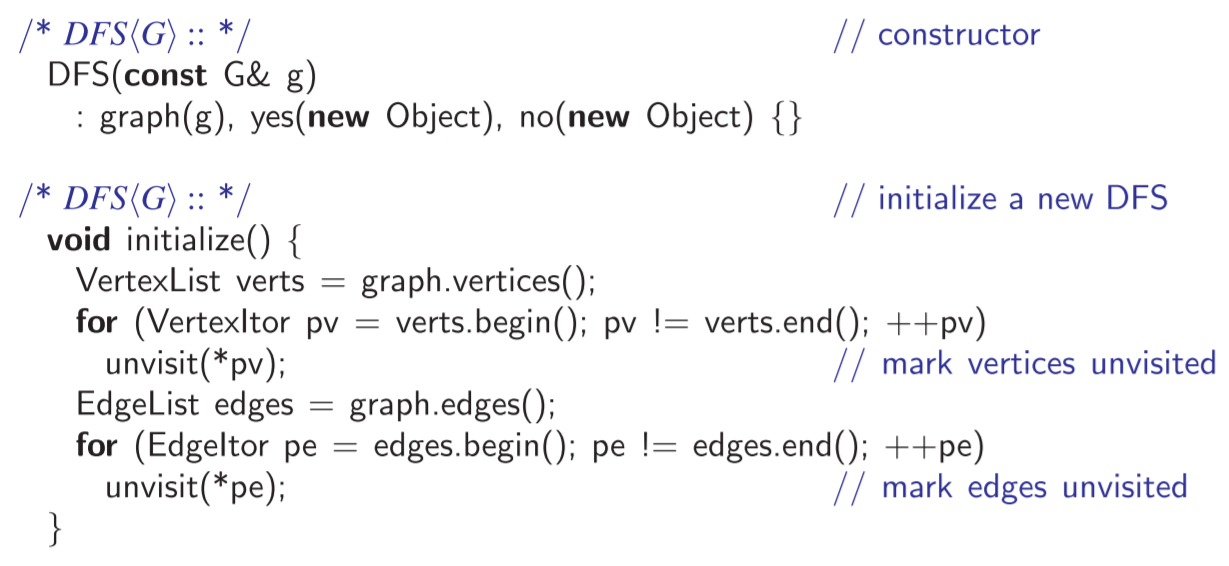 /* DFS⟨G⟩ :: */ // constructor
DFS(const G& g)
: graph(g), yes(new Object), no(new Object) {}
/* DFS⟨G⟩ :: */ // initialize a new DFS
void initialize() {
VertexList verts = graph.vertices();
for (VertexItor pv = verts.begin(); pv != verts.end(); ++pv)
unvisit(*pv); // mark vertices unvisited
EdgeList edges = graph.edges();
for (EdgeItor pe = edges.begin(); pe != edges.end(); ++pe)
unvisit(*pe); // mark edges unvisited
}